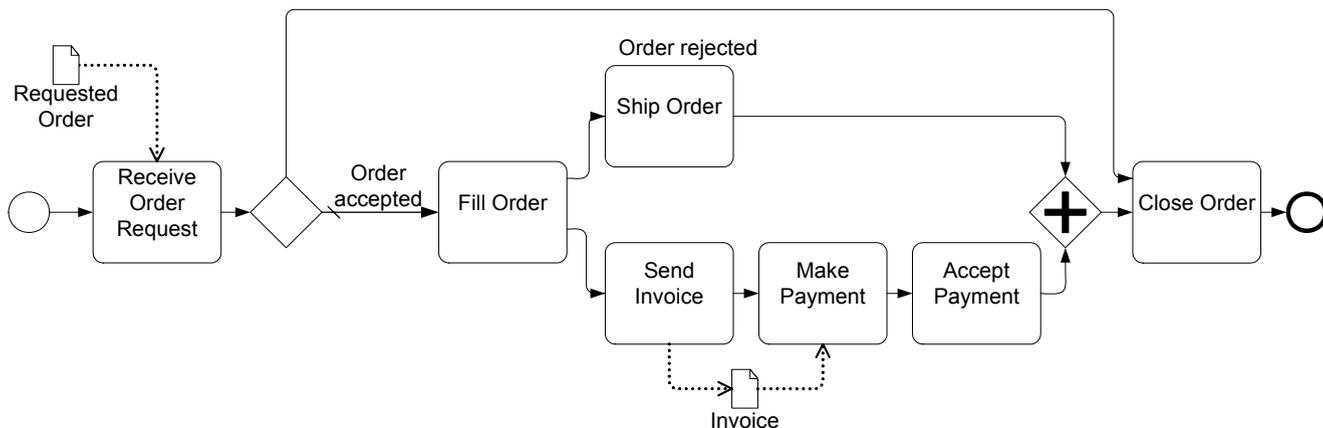 Order rejected
Requested
Order
Ship Order
Receive
Order
Request
Order
accepted
Fill Order
Close Order
Send
Invoice
Make
Payment
Accept
Payment
Invoice